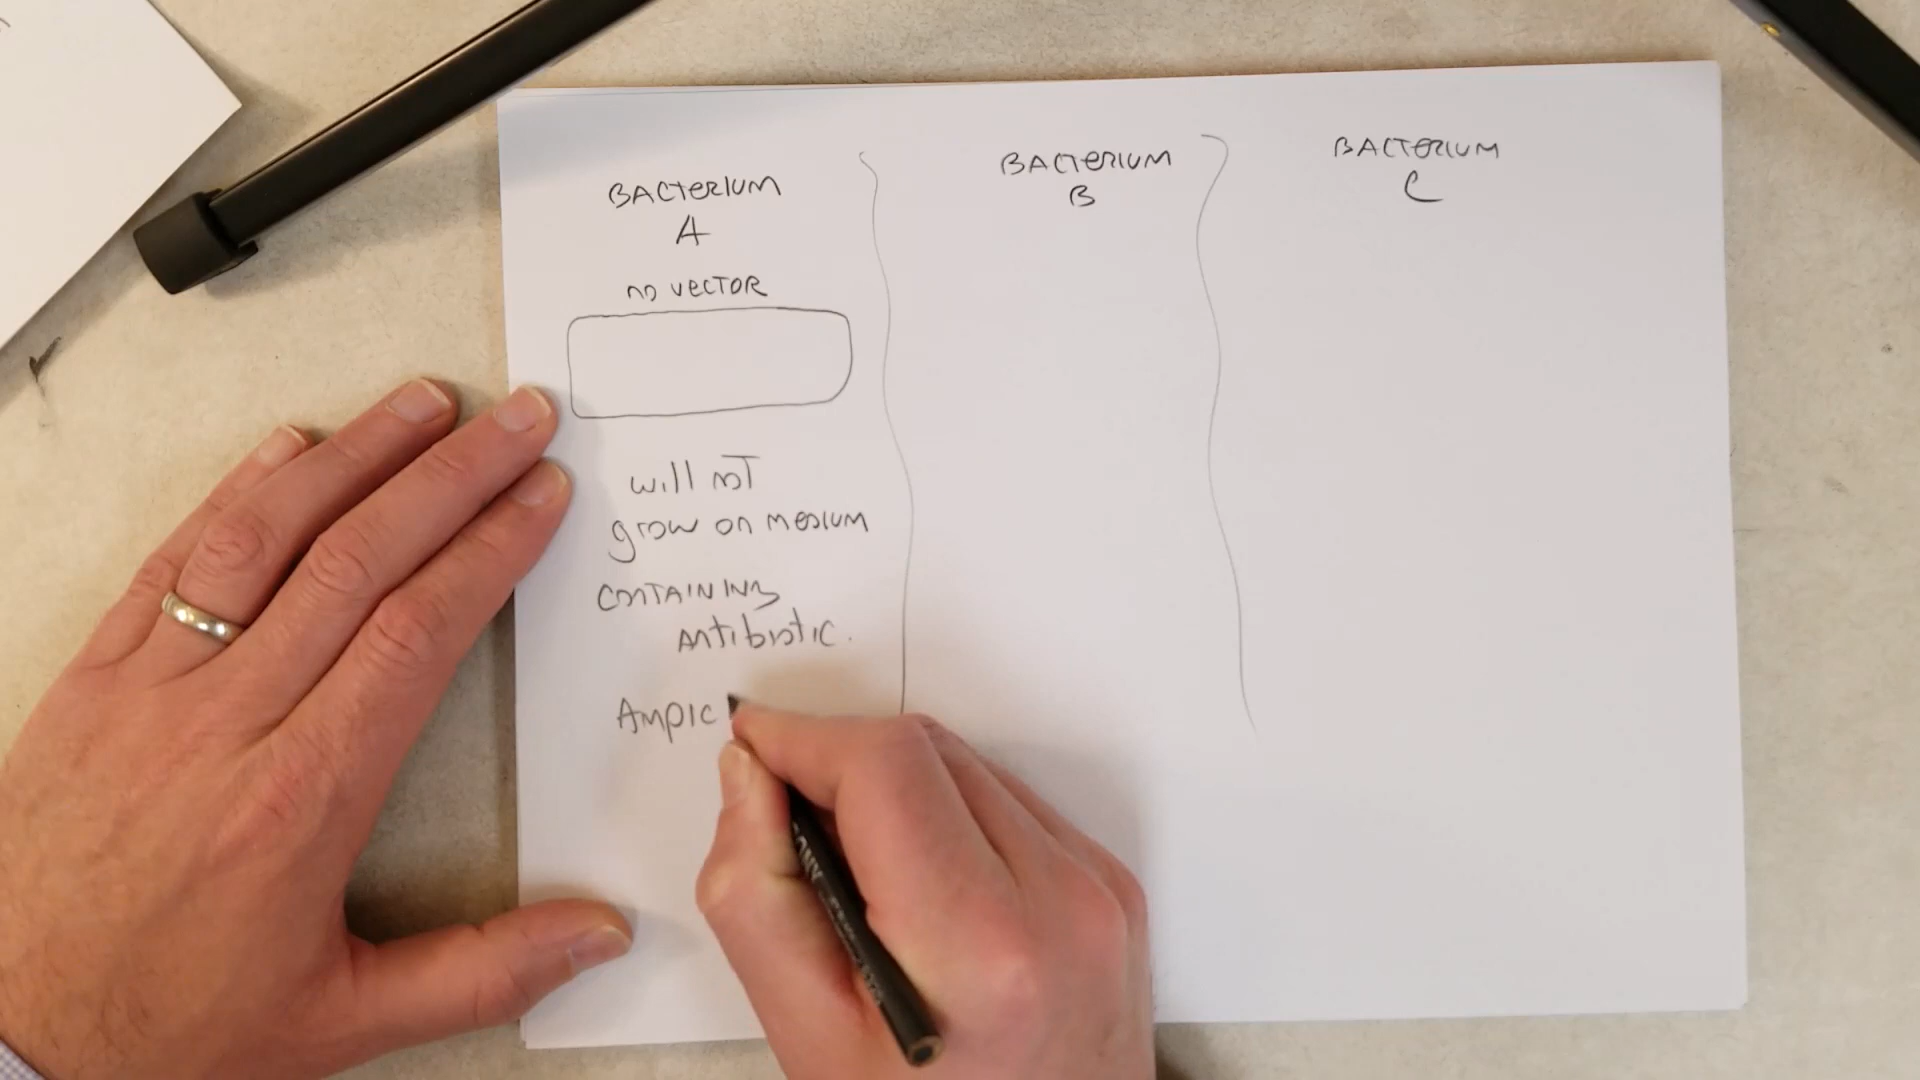 BACTERIUM
A
no vector
will not
grow on medium
containing
antibiotic.
Ampic
BACTERIUM
B
BACTERIUM
C